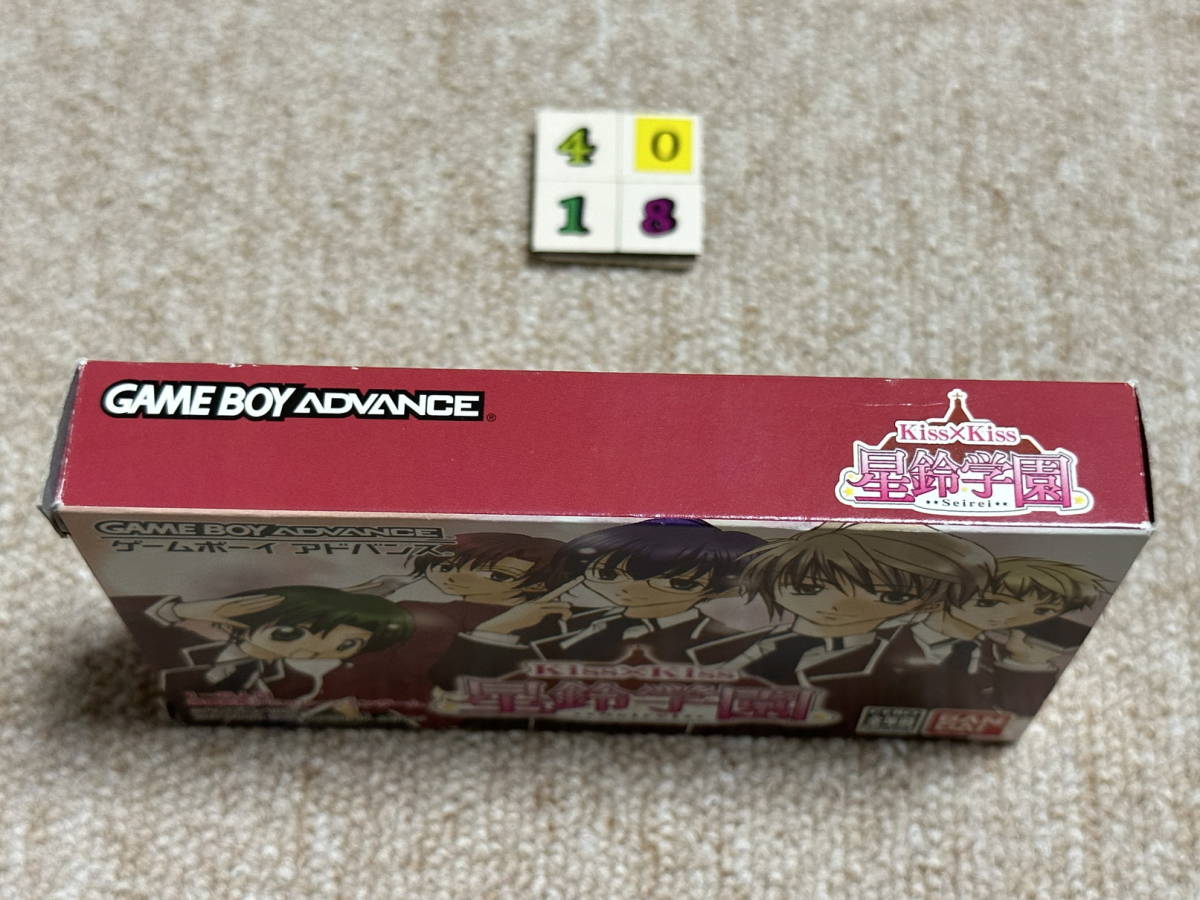 4 0
1 8
GAME BOY ADVANCE ®
Kiss×Kiss
星鈴学園
**Seirei**
GAME BOY ADVANCE
ゲームボーイ アドバンス
Kiss×Kiss
星鈴学園
BAN